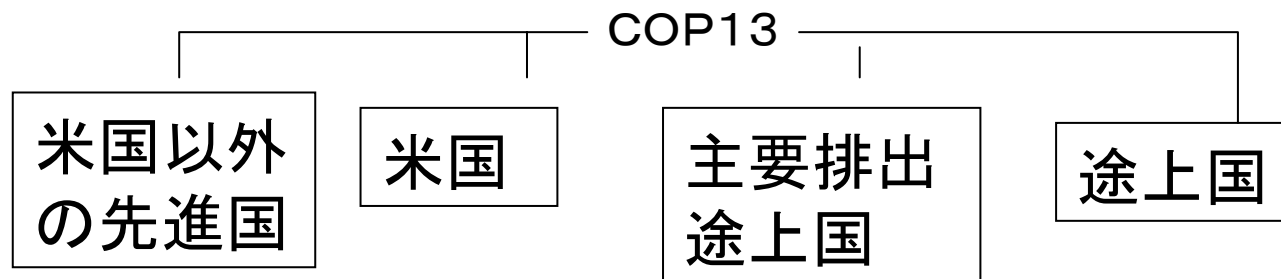 COP13
米国以外
の先進国
米国
主要排出
途上国
途上国